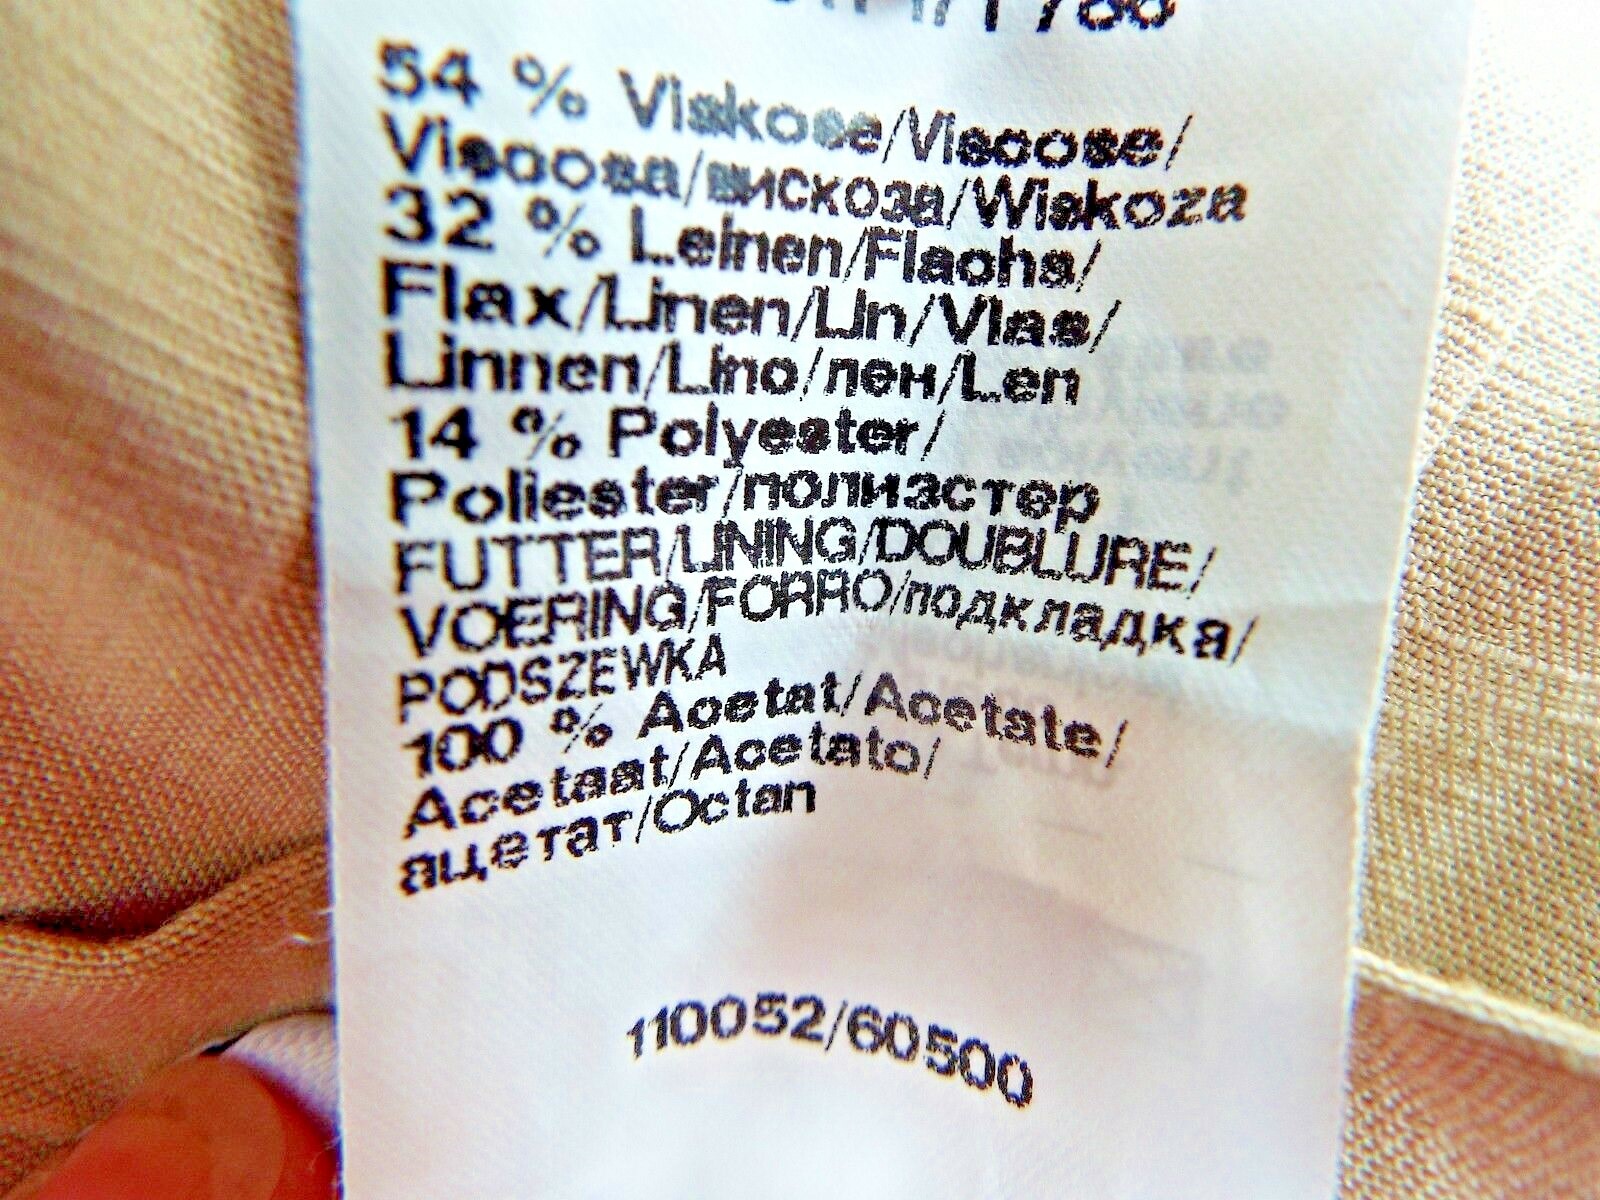 54 % Viskose/Viscose/
Viscosa/вискоза/Wiskoza
32 % Leinen/Flachs/
Flax/Linen/Lin/Vlas/
Linnen/Lino/лен/Len
14 % Polyester/
Poliester/полиэстер
FUTTER/LINING/DOUBLURE/
VOERING/FORRO/подкладка/
PODSZEWKA
100 % Acetat/Acetate/
Acetaat/Acetato/
ацетат/Octan
110052/60500